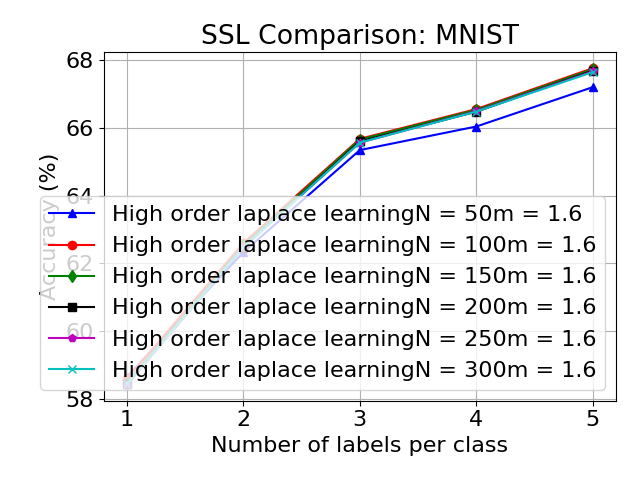 SSL Comparison: MNIST
68
66
64
62
60
58
Accuracy (%)
High order laplace learningN = 50m = 1.6
High order laplace learningN = 100m = 1.6
High order laplace learningN = 150m = 1.6
High order laplace learningN = 200m = 1.6
High order laplace learningN = 250m = 1.6
High order laplace learningN = 300m = 1.6
1 2 3 4 5
Number of labels per class